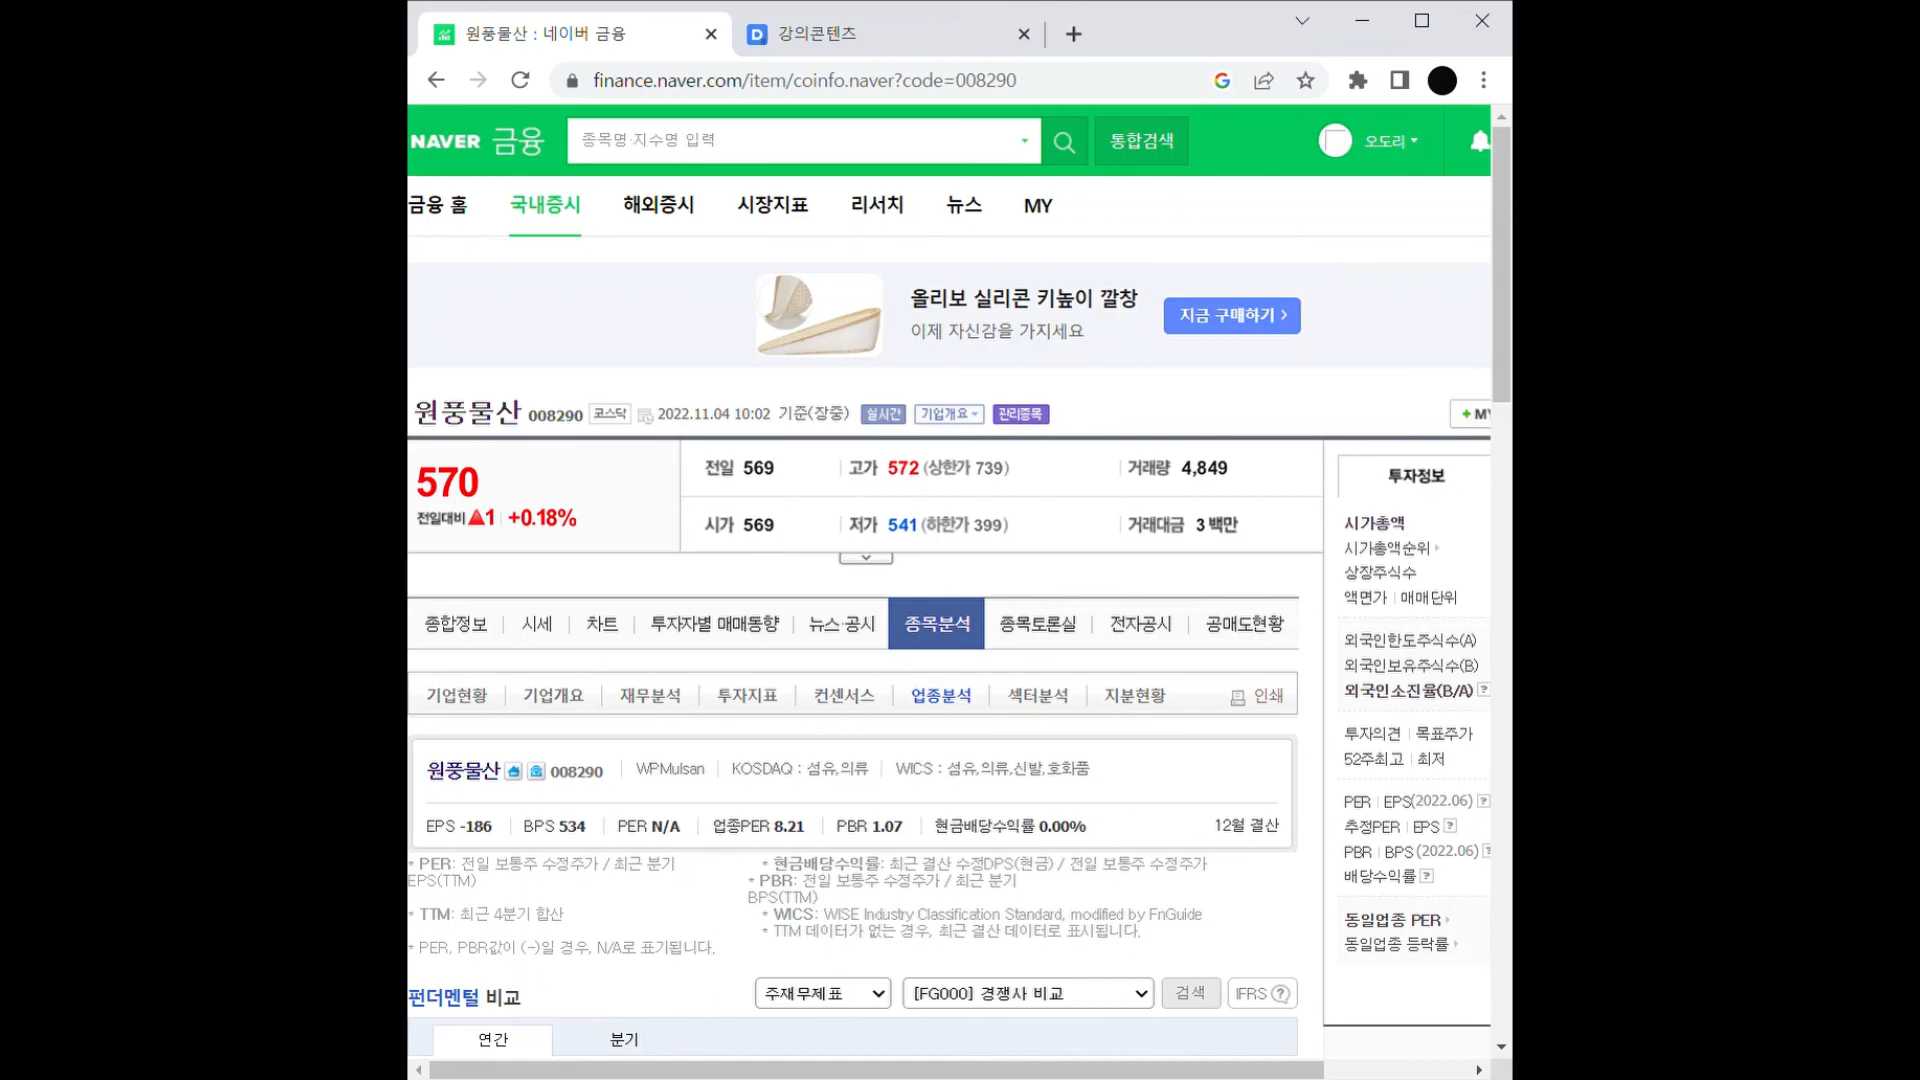 원풍물산 : 네이버 금융
강의콘텐츠
finance.naver.com/item/coinfo.naver?code=008290
NAVER 금융
종목명·지수명 입력
통합검색
오도리
금융 홈 국내증시 해외증시 시장지표 리서치 뉴스 MY
올리보 실리콘 키높이 깔창
이제 자신감을 가지세요
지금 구매하기 >
원풍물산 008290 코스닥 2022.11.04 10:02 기준(장중) 실시간 기업개요 관리종목
+ MY
570
전일대비 ▲1 +0.18%
전일 569 고가 572 (상한가 739) 거래량 4,849
시가 569 저가 541 (하한가 399) 거래대금 3 백만
종합정보 시세 차트 투자자별 매매동향 뉴스·공시 종목분석 종목토론실 전자공시 공매도현황
기업현황 기업개요 재무분석 투자지표 컨센서스 업종분석 섹터분석 지분현황 인쇄
원풍물산 008290 WPMulsan KOSDAQ : 섬유,의류 WICS : 섬유,의류,신발,호화품
EPS -186 BPS 534 PER N/A 업종PER 8.21 PBR 1.07 현금배당수익률 0.00% 12월 결산
* PER: 전일 보통주 수정주가 / 최근 분기
EPS(TTM)
* TTM: 최근 4분기 합산
* PER, PBR값이 (-)일 경우, N/A로 표기됩니다.
* 현금배당수익률: 최근 결산 수정DPS(현금) / 전일 보통주 수정주가
* PBR: 전일 보통주 수정주가 / 최근 분기
BPS(TTM)
* WICS: WISE Industry Classification Standard, modified by FnGuide
* TTM 데이터가 없는 경우, 최근 결산 데이터로 표시됩니다.
펀더멘털 비교
주재무제표
[FG000] 경쟁사 비교
검색
IFRS ?
연간 분기
투자정보
시가총액
시가총액순위
상장주식수
액면가 | 매매단위
외국인한도주식수(A)
외국인보유주식수(B)
외국인소진율(B/A) ?
투자의견 | 목표주가
52주최고 | 최저
PER | EPS(2022.06) ?
추정PER | EPS ?
PBR | BPS (2022.06) ?
배당수익률 ?
동일업종 PER
동일업종 등락률